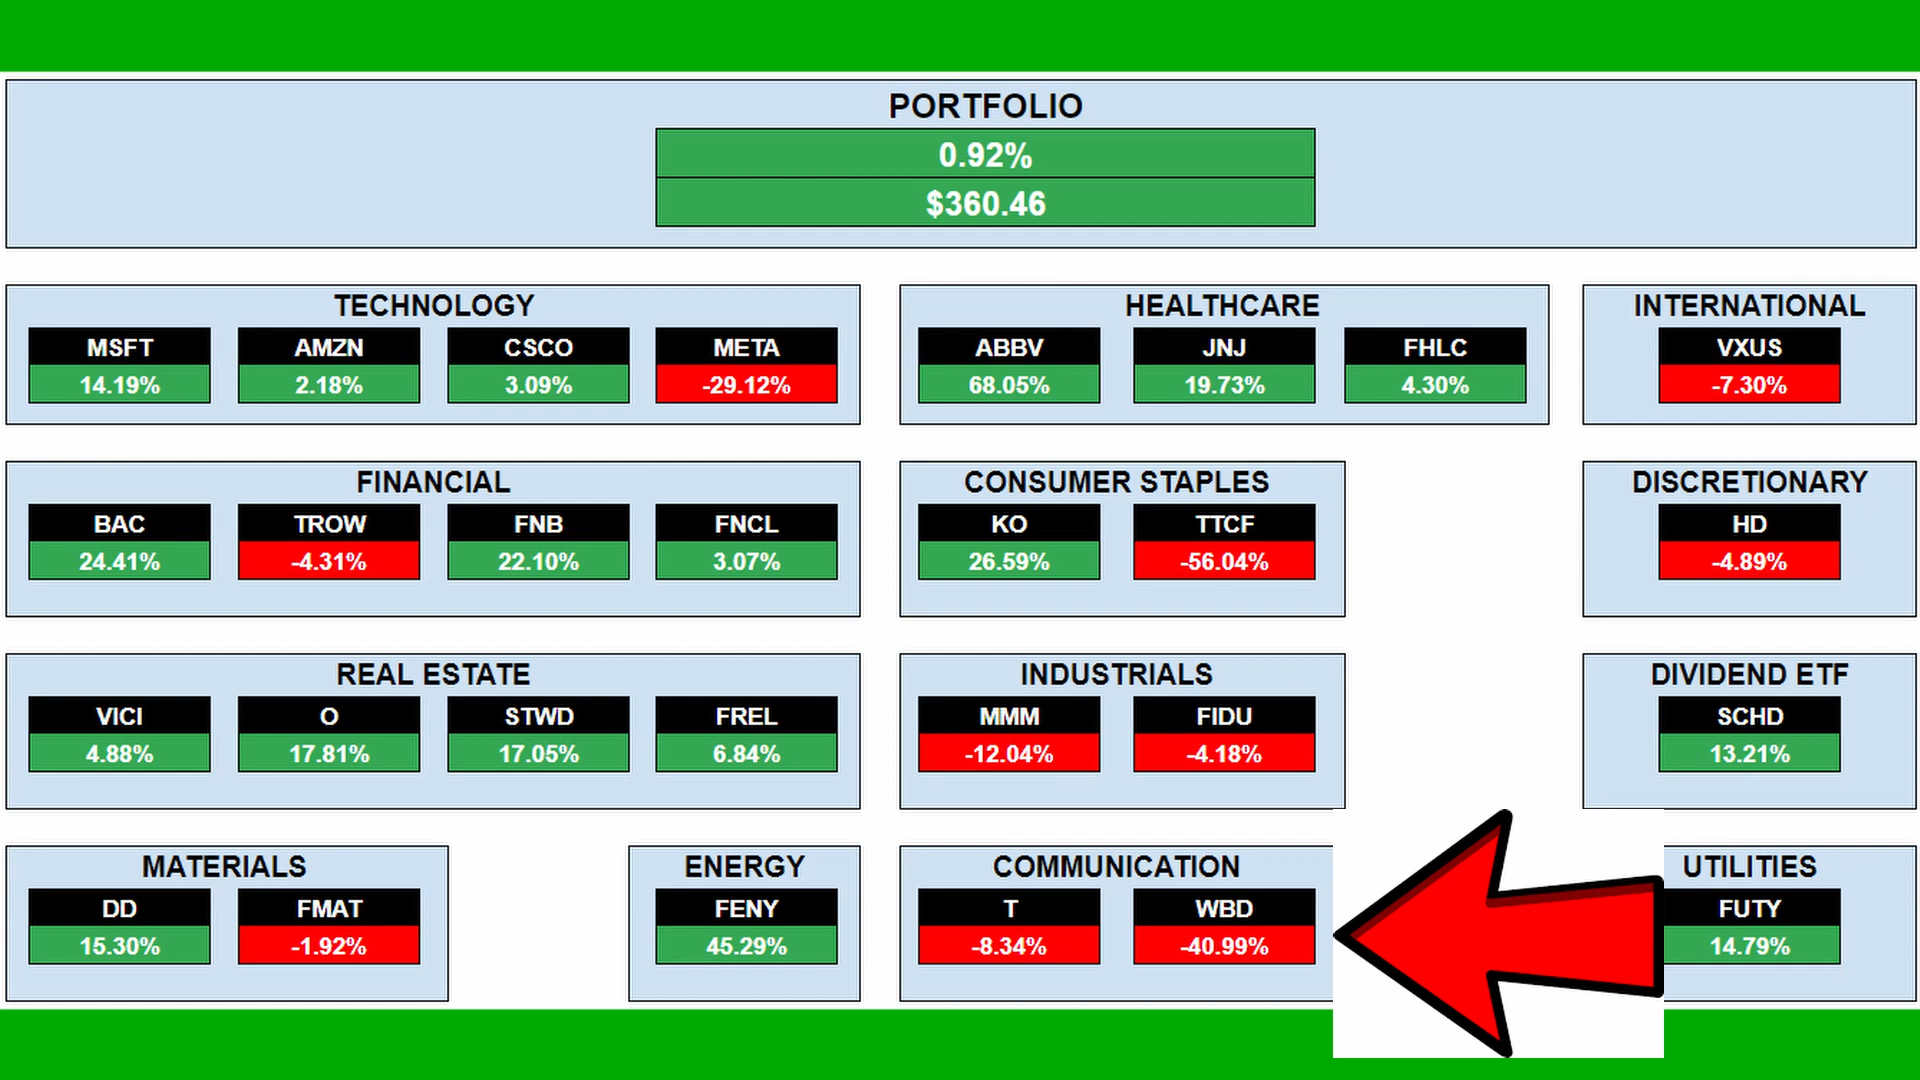 PORTFOLIO
0.92%
$360.46
TECHNOLOGY
MSFT AMZN CSCO META
14.19% 2.18% 3.09% -29.12%
HEALTHCARE
ABBV JNJ FHLC
68.05% 19.73% 4.30%
INTERNATIONAL
VXUS
-7.30%
FINANCIAL
BAC TROW FNB FNCL
24.41% -4.31% 22.10% 3.07%
CONSUMER STAPLES
KO TTCF
26.59% -56.04%
DISCRETIONARY
HD
-4.89%
REAL ESTATE
VICI O STWD FREL
4.88% 17.81% 17.05% 6.84%
INDUSTRIALS
MMM FIDU
-12.04% -4.18%
DIVIDEND ETF
SCHD
13.21%
MATERIALS
DD FMAT
15.30% -1.92%
ENERGY
FENY
45.29%
COMMUNICATION
T WBD
-8.34% -40.99%
UTILITIES
FUTY
14.79%